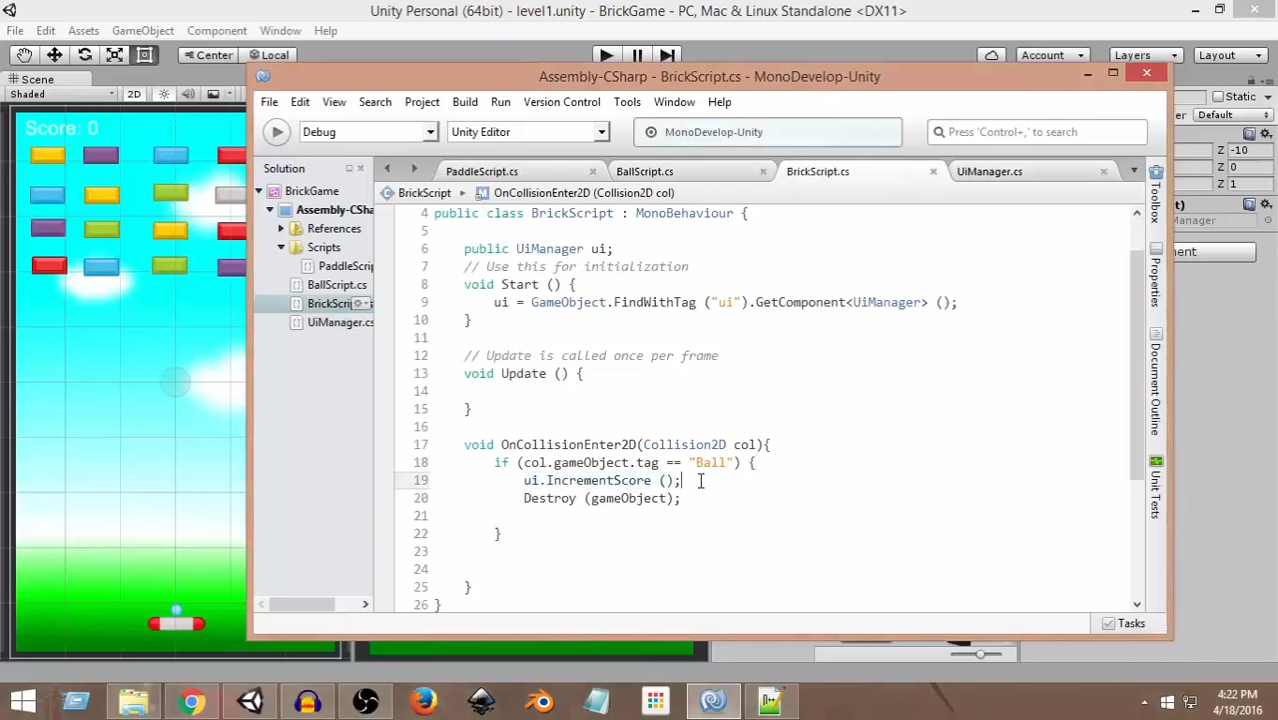 Unity Personal (64bit) - level1.unity - BrickGame - PC, Mac & Linux Standalone <DX11>
File Edit Assets GameObject Component Window Help
Center Local Account Layers Layout
Scene
Shaded 2D
Static
Default
Score: 0
Z -10
Z 0
Z 1
Assembly-CSharp - BrickScript.cs - MonoDevelop-Unity
File Edit View Search Project Build Run Version Control Tools Window Help
Debug Unity Editor MonoDevelop-Unity Press 'Control+,' to search
Solution
PaddleScript.cs BallScript.cs BrickScript.cs UiManager.cs
BrickScript OnCollisionEnter2D (Collision2D col)
BrickGame
Assembly-CSha
References
Scripts
PaddleScrip
BallScript.cs
BrickScri
UiManager.cs
4 public class BrickScript : MonoBehaviour {
5
6 public UiManager ui;
7 // Use this for initialization
8 void Start () {
9 ui = GameObject.FindWithTag ("ui").GetComponent<UiManager> ();
10 }
11
12 // Update is called once per frame
13 void Update () {
14
15 }
16
17 void OnCollisionEnter2D(Collision2D col){
18 if (col.gameObject.tag == "Ball") {
19 ui.IncrementScore ();
20 Destroy (gameObject);
21
22 }
23
24
25 }
26 }
Toolbox
Properties
Document Outline
Unit Tests
Tasks
4:22 PM
4/18/2016